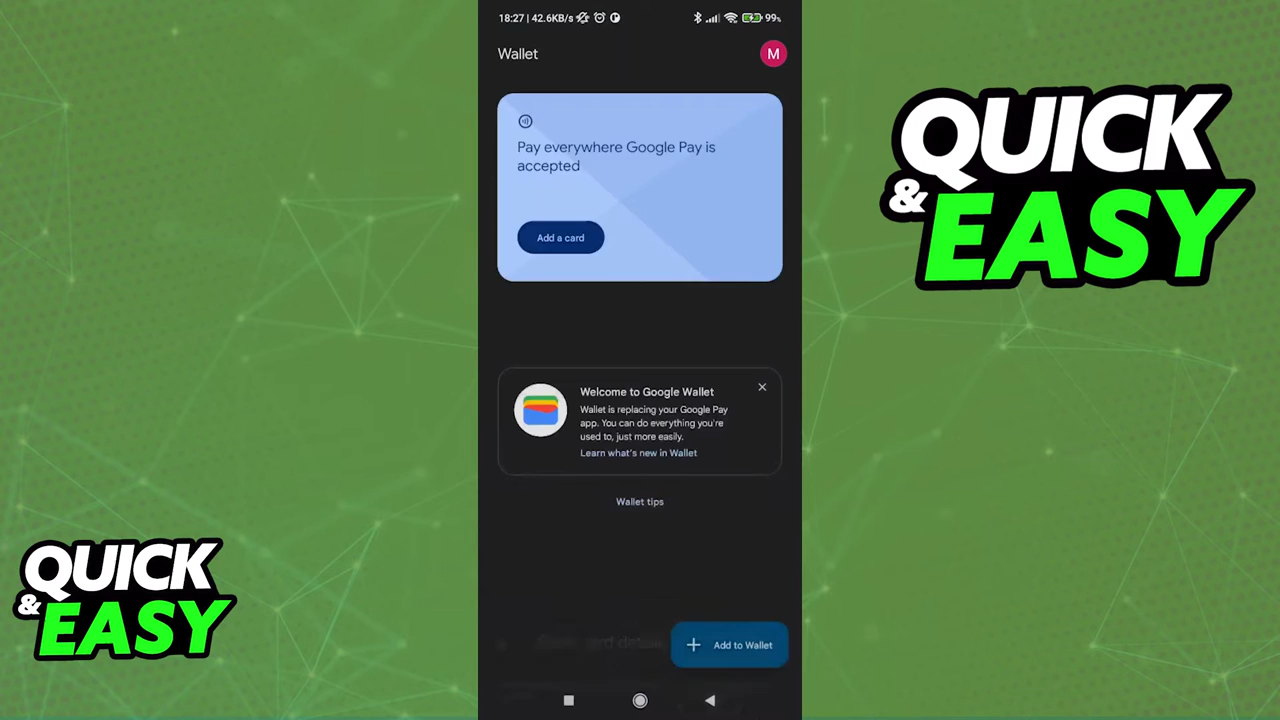 18:27 | 42.6KB/s
99%
Wallet
M
Pay everywhere Google Pay is
accepted
Add a card
Welcome to Google Wallet
Wallet is replacing your Google Pay
app. You can do everything you're
used to, just more easily.
Learn what's new in Wallet
Wallet tips
Add to Wallet
QUICK
& EASY
QUICK
& EASY